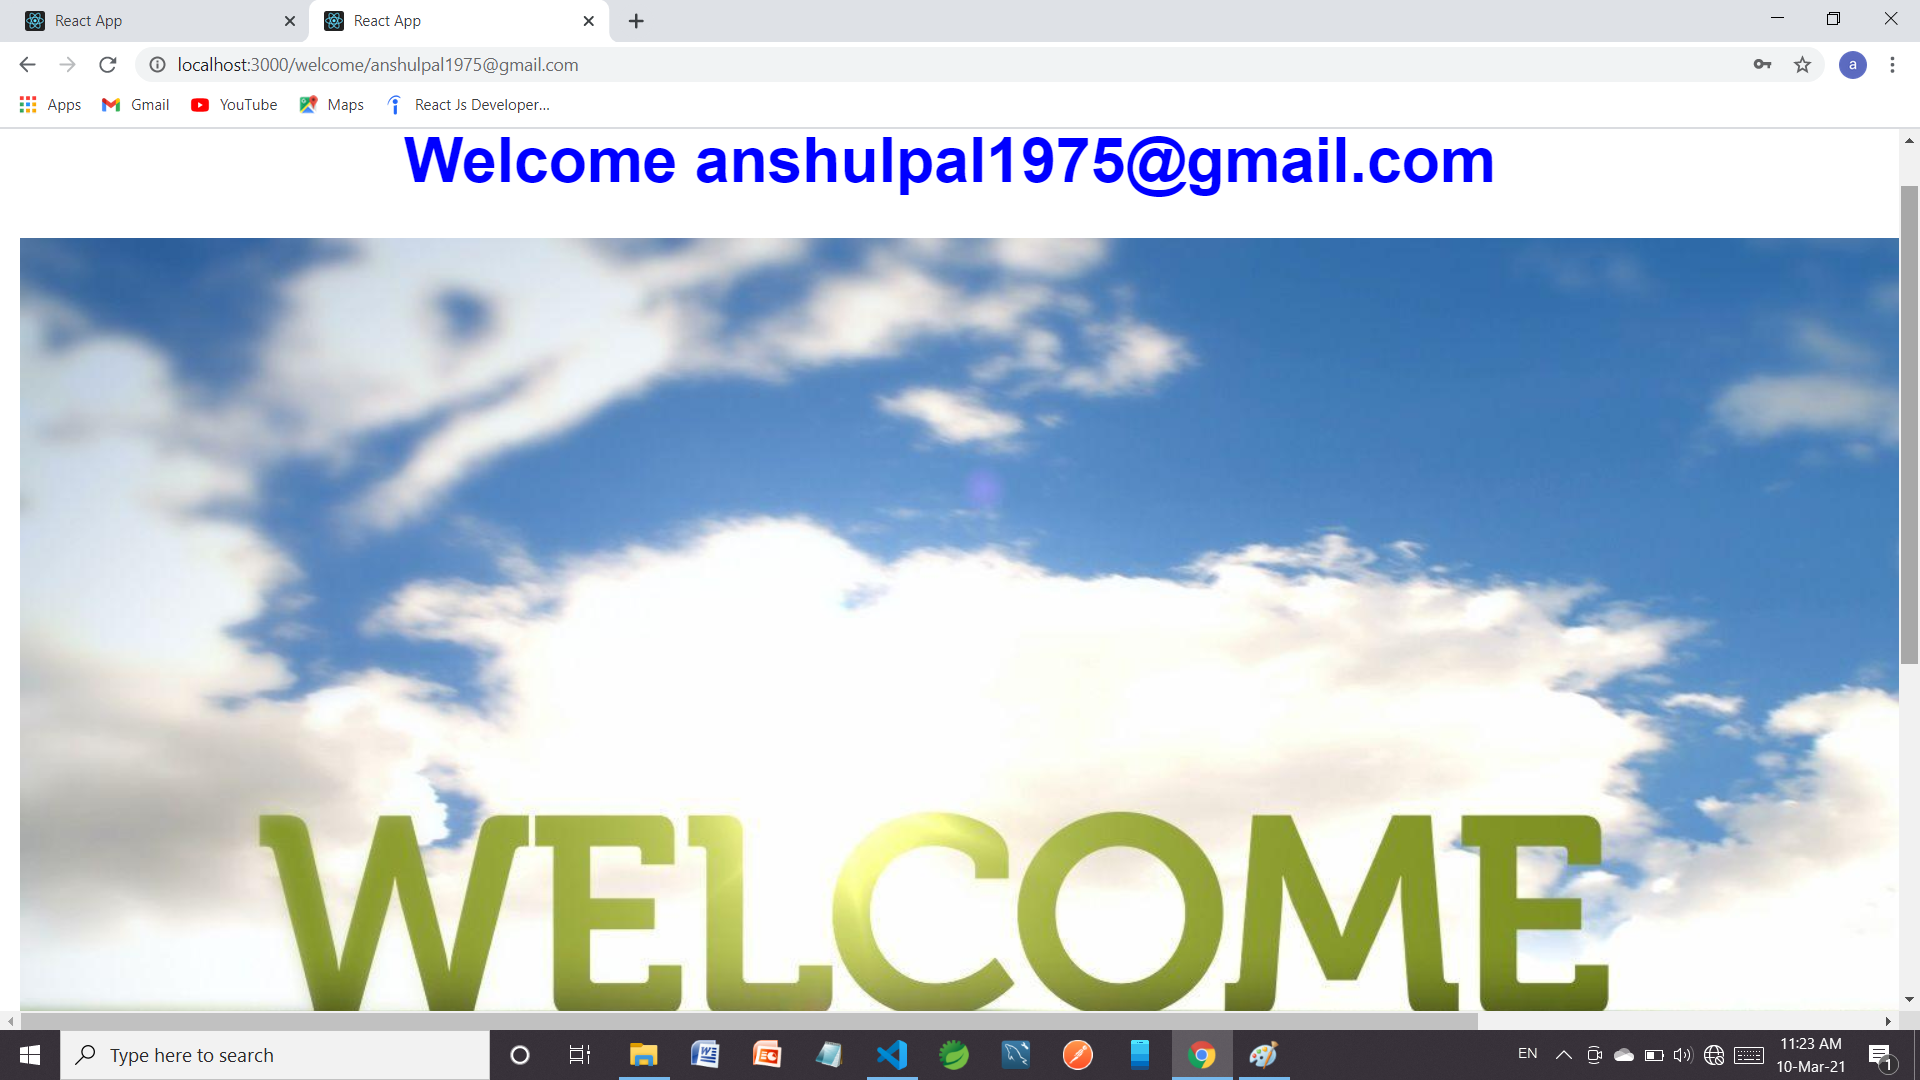 React App
React App
localhost:3000/welcome/anshulpal1975@gmail.com
a
Apps
Gmail
YouTube
Maps
React Js Developer...
Welcome anshulpal1975@gmail.com
WELCOME
Type here to search
EN
11:23 AM
10-Mar-21
1